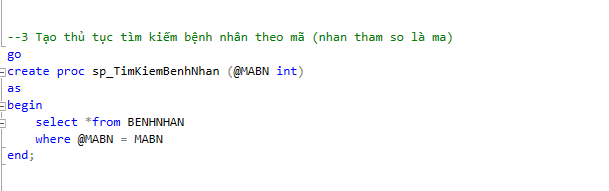 --3 Tạo thủ tục tìm kiếm bệnh nhân theo mã (nhan tham so là ma)
go
create proc sp_TimKiemBenhNhan (@MABN int)
as
begin
    select *from BENHNHAN
    where @MABN = MABN
end;